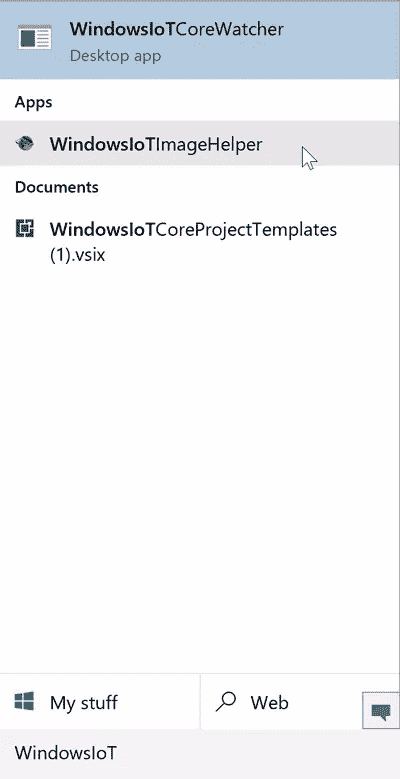 WindowsIoTCoreWatcher
Desktop app
Apps
WindowsIoTImageHelper
Documents
WindowsIoTCoreProjectTemplates
(1).vsix
My stuff
Web
WindowsIoT